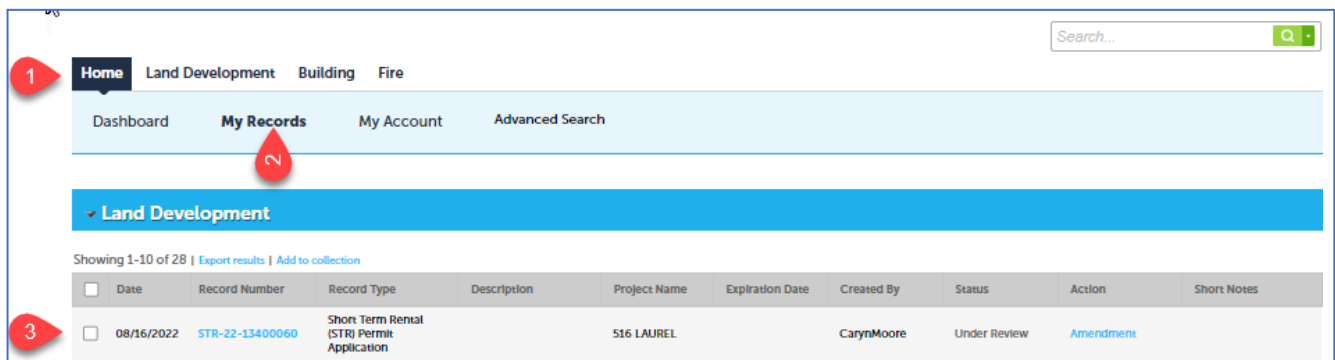 Search...
1 Home Land Development Building Fire
Dashboard My Records My Account Advanced Search
2
Land Development
Showing 1-10 of 28 | Export results | Add to collection
Date Record Number Record Type Description Project Name Expiration Date Created By Status Action Short Notes
Short Term Rental
3 08/16/2022 STR-22-13400060 (STR) Permit 516 LAUREL CarynMoore Under Review Amendment
Application